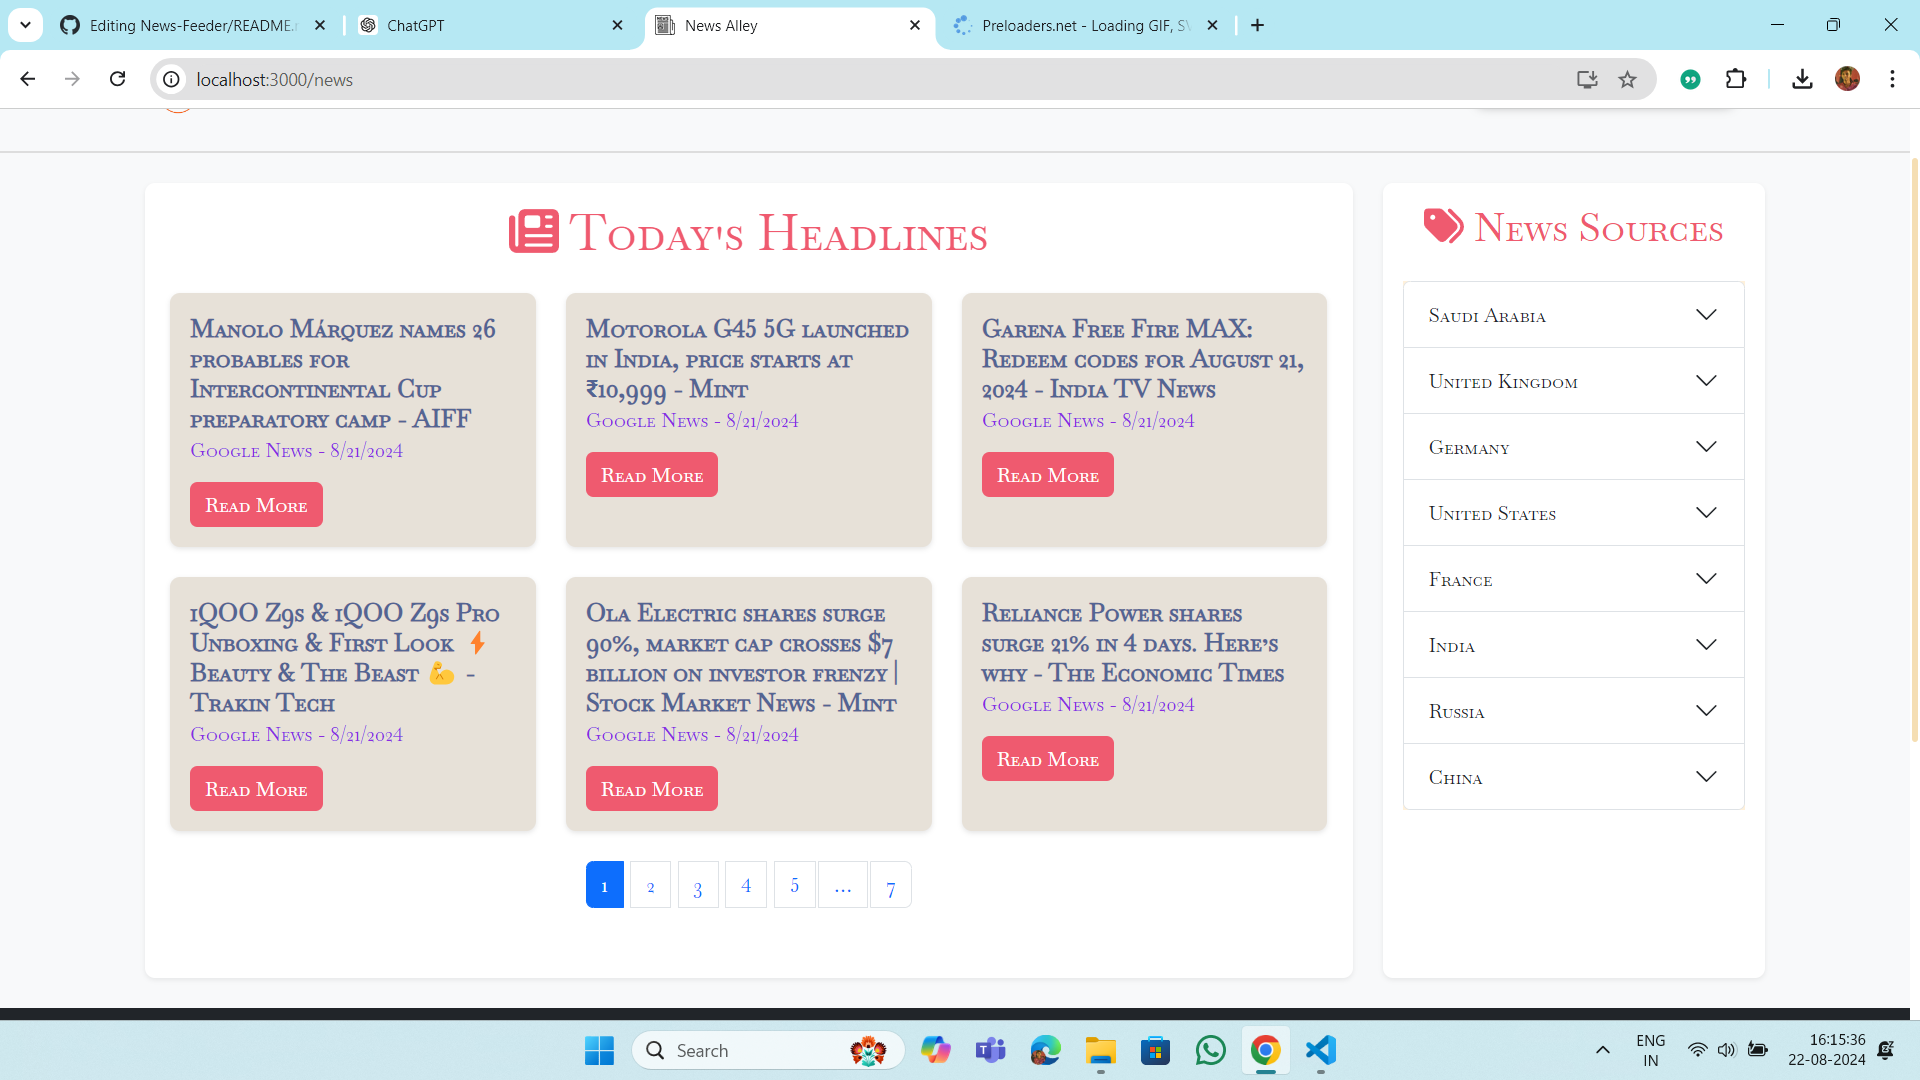 Editing News-Feeder/README.
ChatGPT
News Alley
Preloaders.net - Loading GIF, SV
localhost:3000/news
Today's Headlines
Manolo Márquez names 26
probables for
Intercontinental Cup
preparatory camp - AIFF
Google News - 8/21/2024
Read More
Motorola G45 5G launched
in India, price starts at
₹10,999 - Mint
Google News - 8/21/2024
Read More
Garena Free Fire MAX:
Redeem codes for August 21,
2024 - India TV News
Google News - 8/21/2024
Read More
iQOO Z9s & iQOO Z9s Pro
Unboxing & First Look ⚡
Beauty & The Beast 💪 -
Trakin Tech
Google News - 8/21/2024
Read More
Ola Electric shares surge
90%, market cap crosses $7
billion on investor frenzy |
Stock Market News - Mint
Google News - 8/21/2024
Read More
Reliance Power shares
surge 21% in 4 days. Here's
why - The Economic Times
Google News - 8/21/2024
Read More
1 2 3 4 5 ... 7
News Sources
Saudi Arabia
United Kingdom
Germany
United States
France
India
Russia
China
Search
ENG
IN
16:15:36
22-08-2024